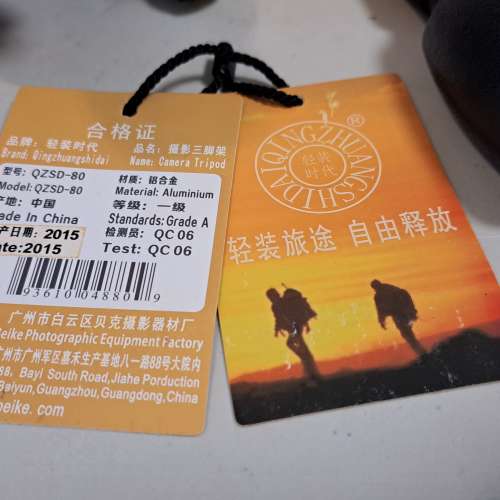 合格证
品牌: 轻装时代 品名: 摄影三脚架
Brand: Qingzhuangshidai Name: Camera Tripod
型号: QZSD-80 材质: 铝合金
Model: QZSD-80 Material: Aluminium
产地: 中国 等级: 一级
Made In China Standards: Grade A
产日期: 2015 检测员: QC 06
ate:2015 Test: QC 06
9361004880 9
广州市白云区贝克摄影器材厂
Beike Photographic Equipment Factory
广州市广州军区嘉禾生产基地八一路88号大院内
88. Bayi South Road, Jiahe Porduction
Baiyun, Guangzhou, Guangdong, China
beike. com
QINGZHUANGSHIDAI
®
轻装
时代
轻装旅途 自由释放